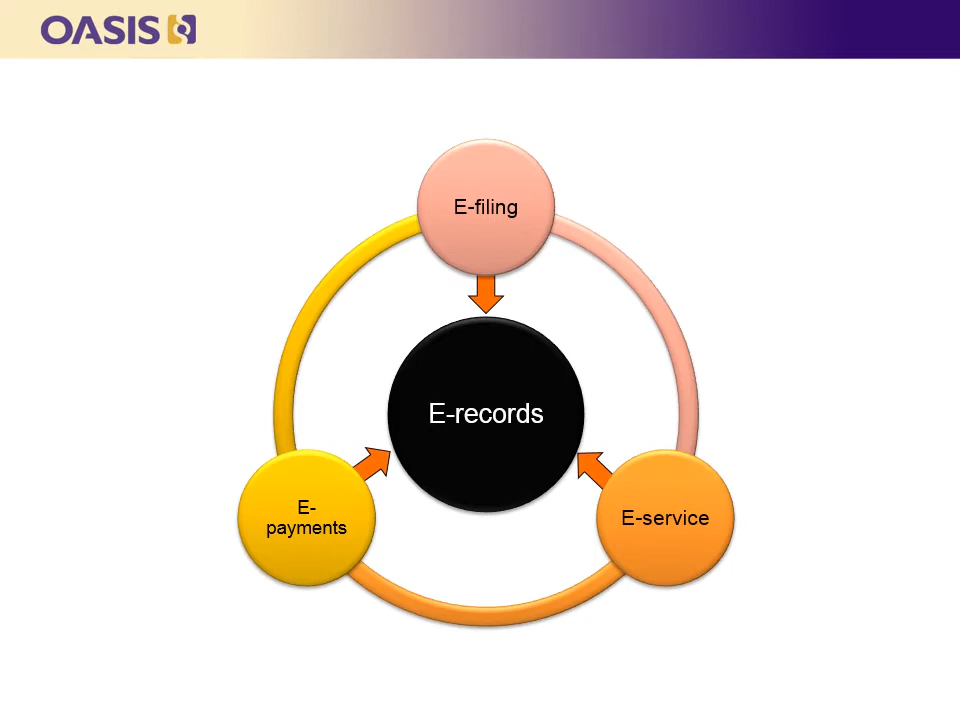 OASIS
E-filing
E-records
E-
payments
E-service